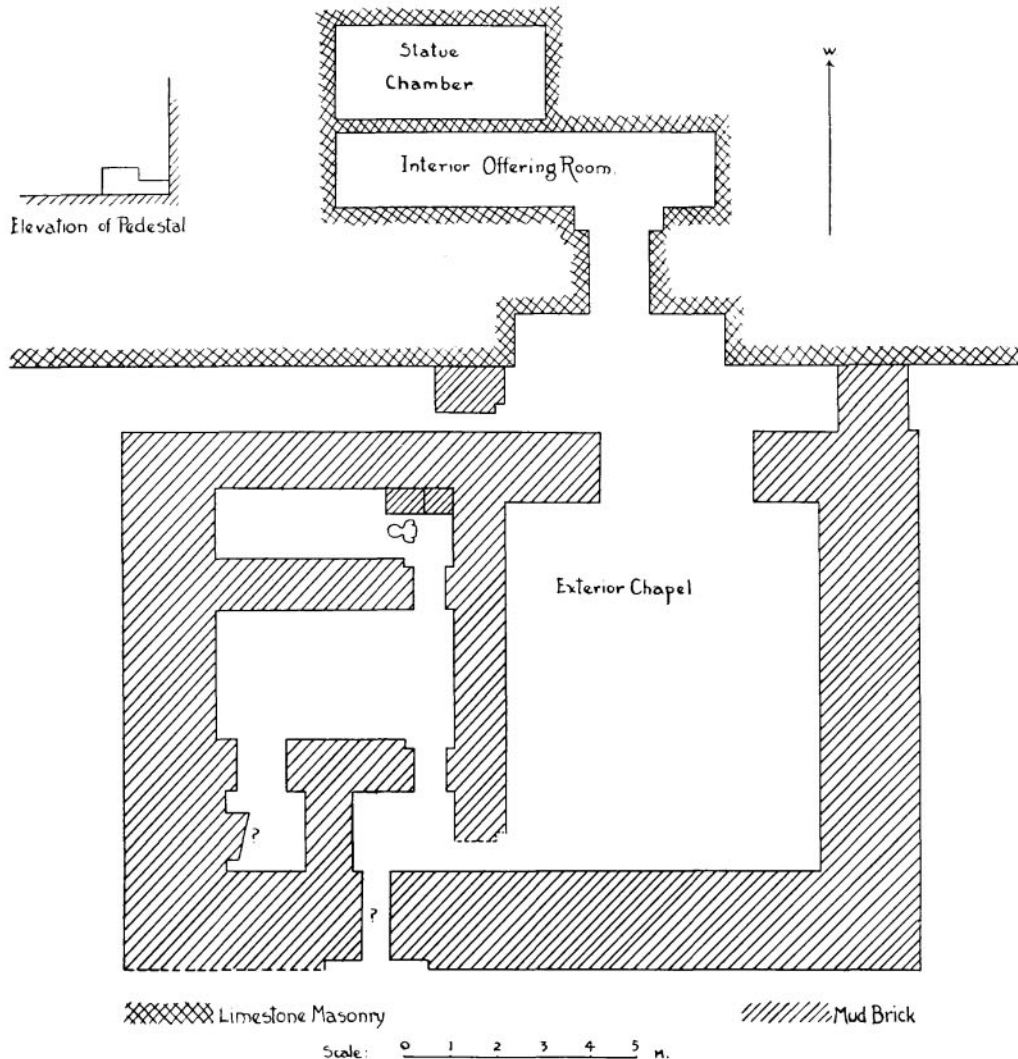 Statue
Chamber
W
Interior Offering Room.
Elevation of Pedestal
Exterior Chapel
?
?
Limestone Masonry
Mud Brick
Scale: 0 1 2 3 4 5 M.